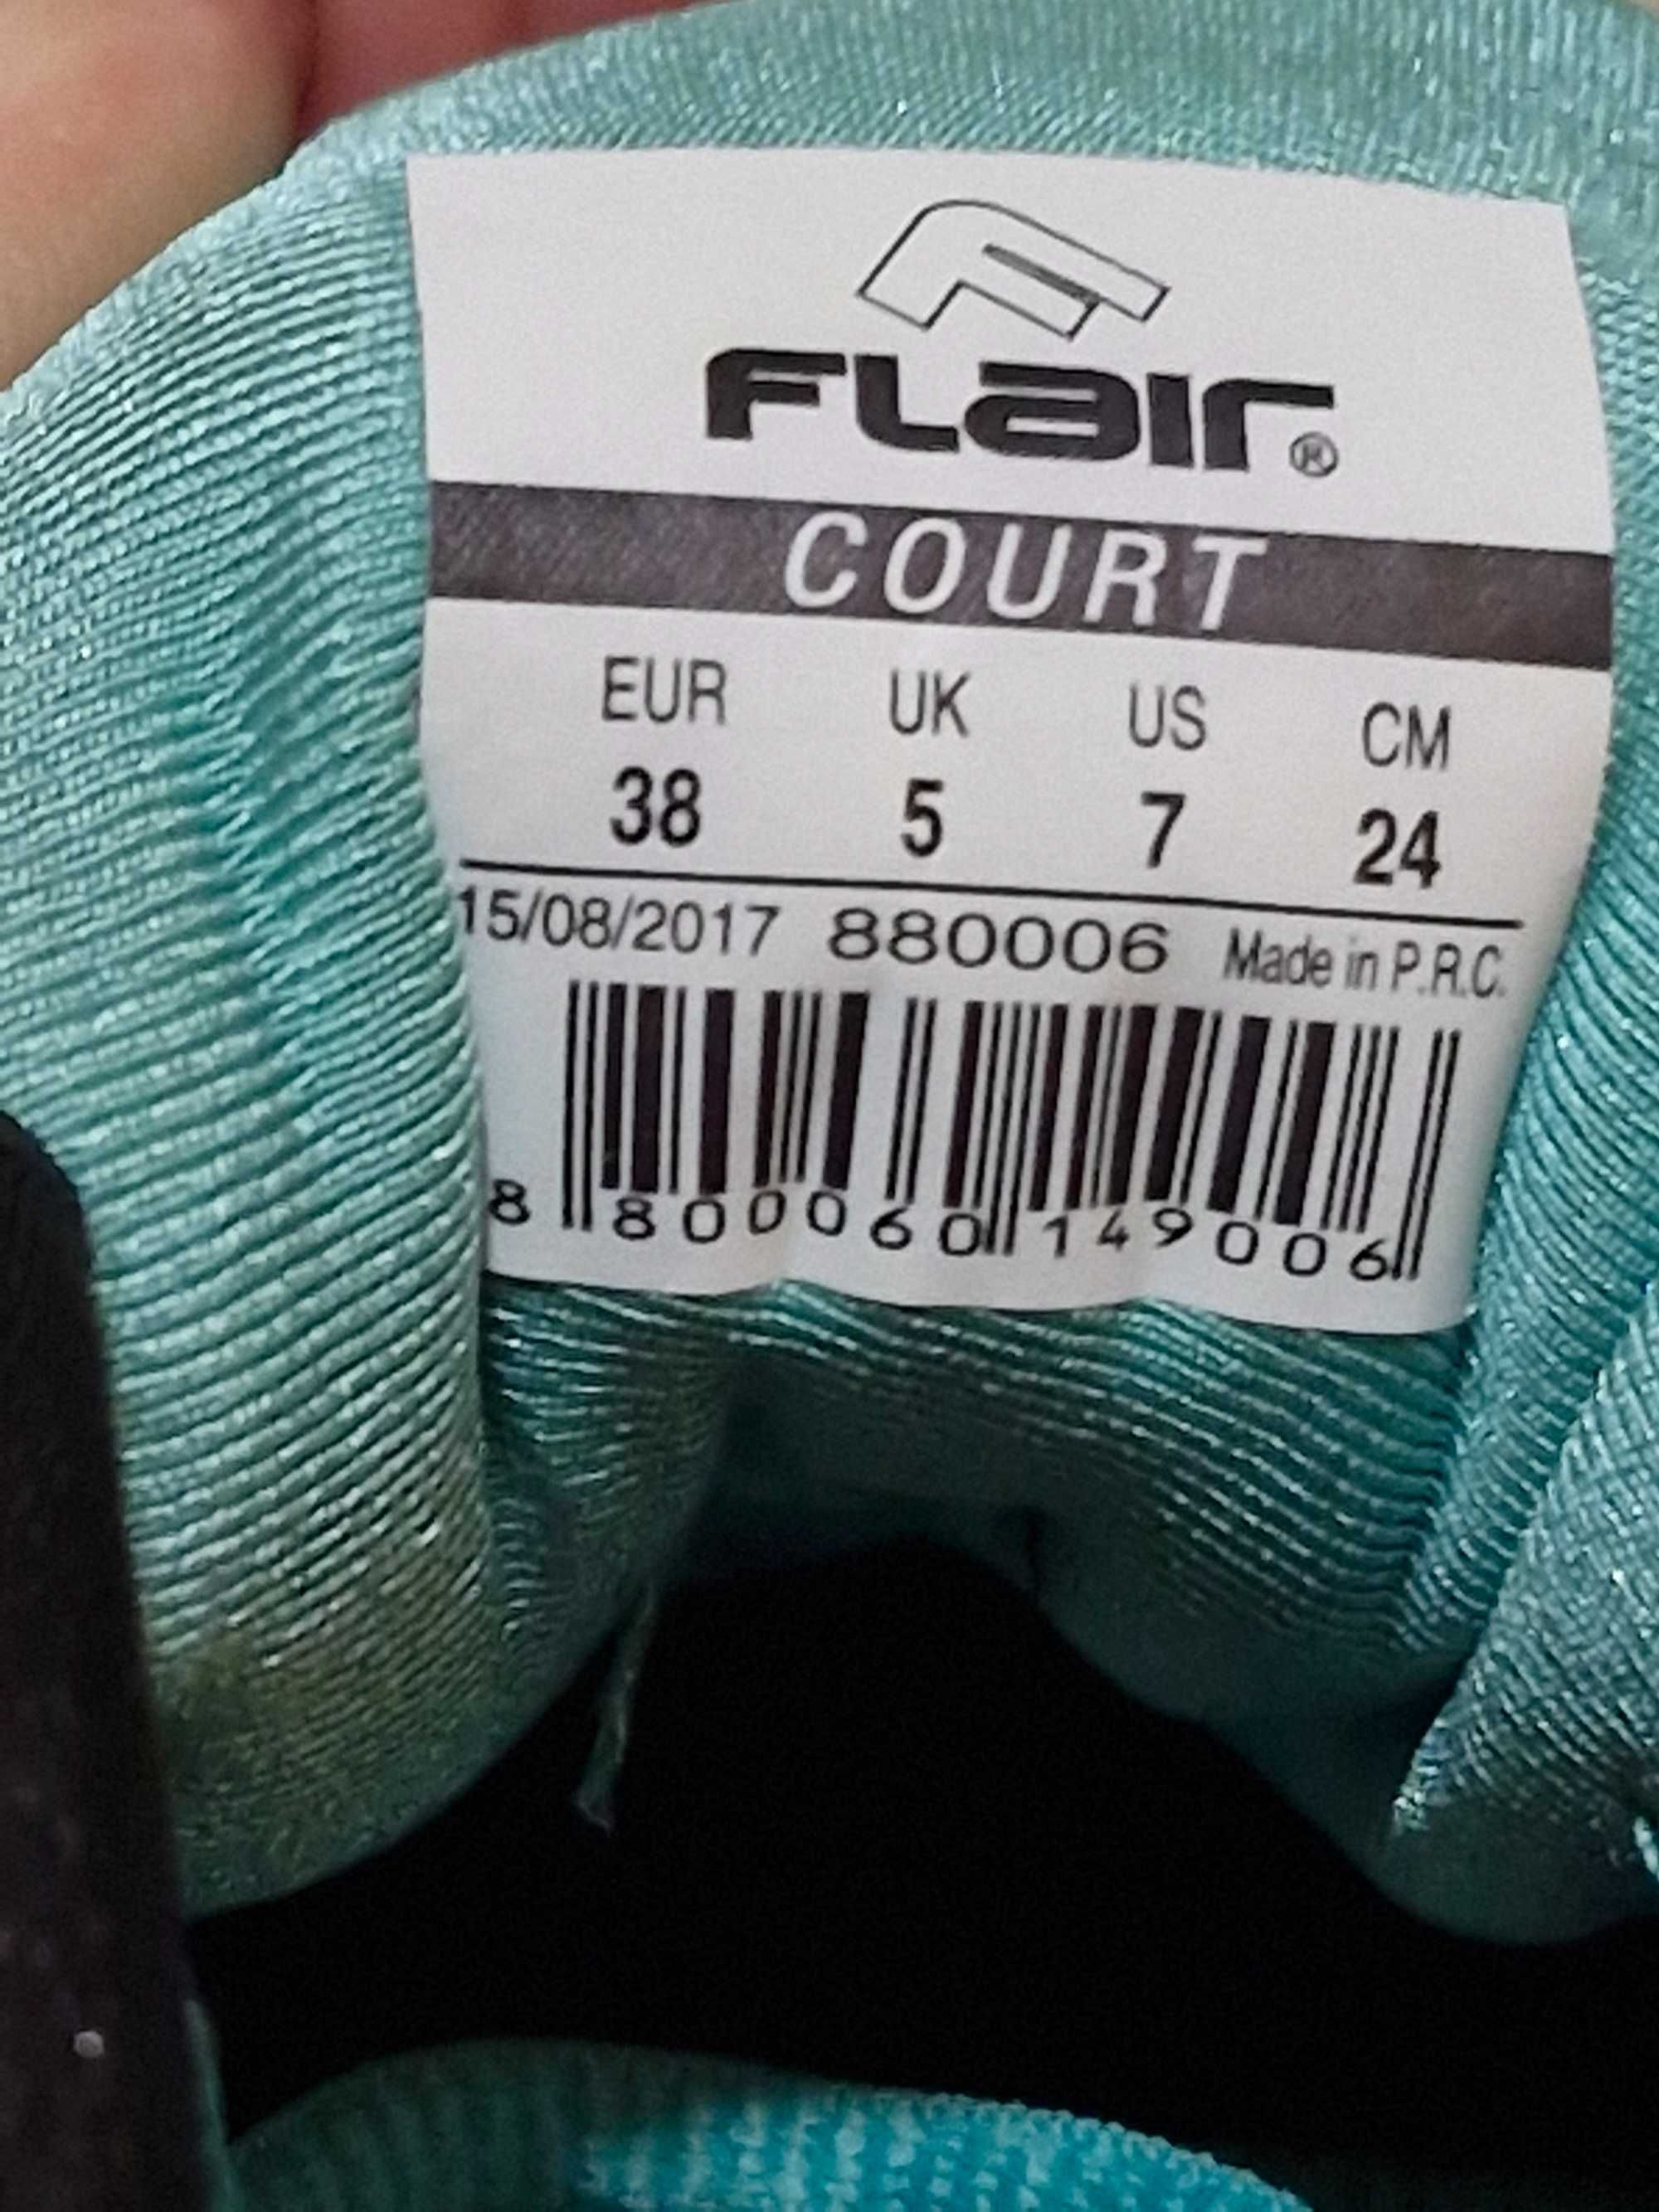 FLair®
COURT
EUR UK US CM
38 5 7 24
15/08/2017 880006 Made in P.R.C.
8 800060 149006